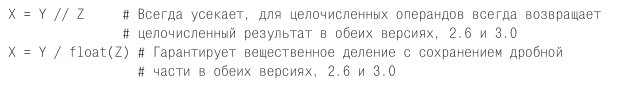 X = Y // Z     # Всегда усекает, для целочисленных операндов всегда возвращает
               # целочисленный результат в обеих версиях, 2.6 и 3.0
X = Y / float(Z) # Гарантирует вещественное деление с сохранением дробной
                 # части в обеих версиях, 2.6 и 3.0